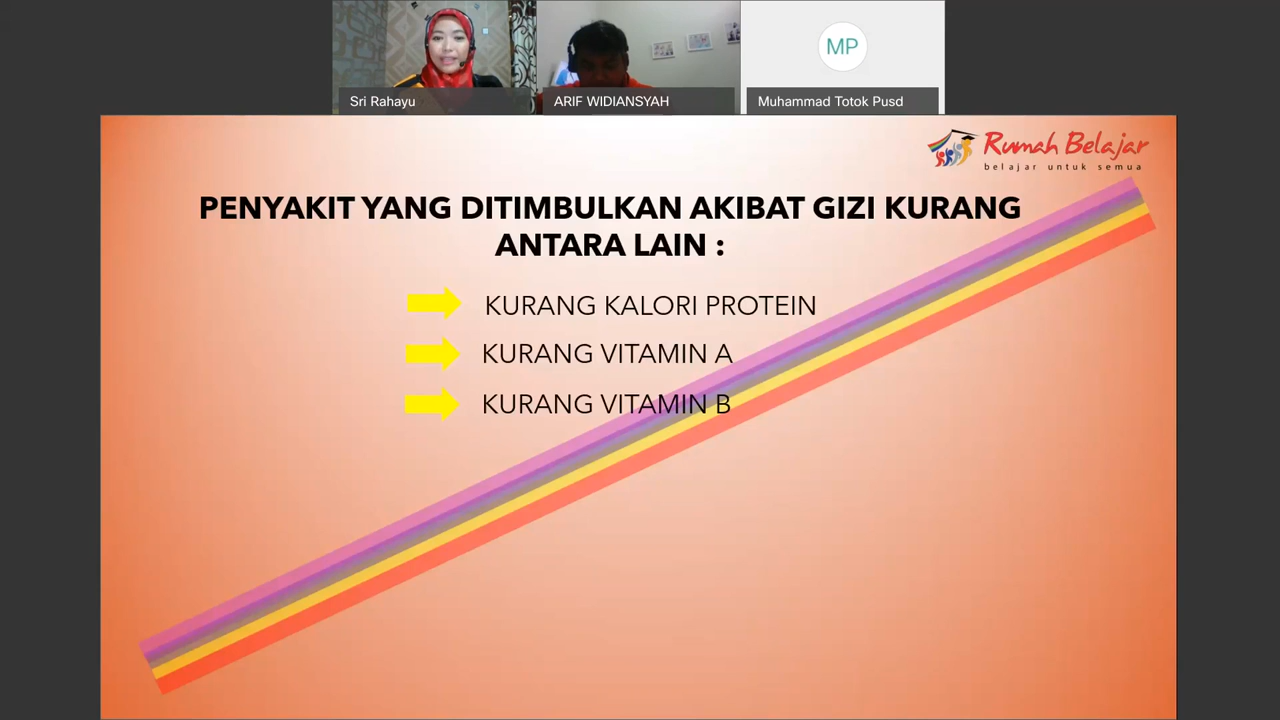 Sri Rahayu
ARIF WIDIANSYAH
MP
Muhammad Totok Pusd
Rumah Belajar
belajar untuk semua
PENYAKIT YANG DITIMBULKAN AKIBAT GIZI KURANG
ANTARA LAIN :
KURANG KALORI PROTEIN
KURANG VITAMIN A
KURANG VITAMIN B